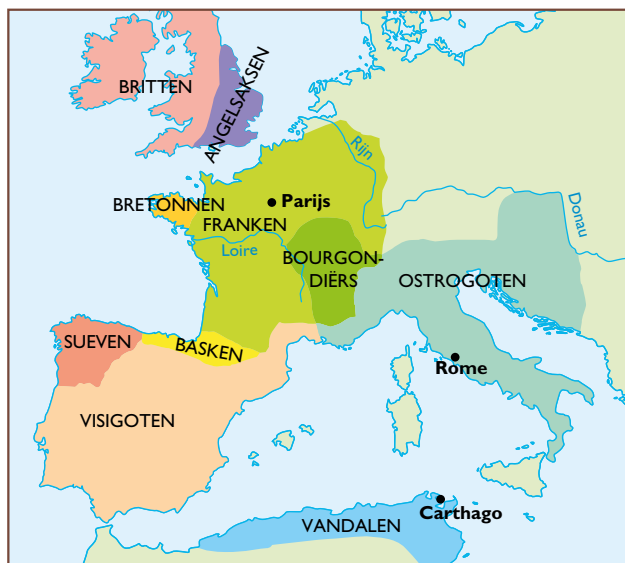 BRITTEN
ANGELSAKSEN
Rijn
BRETONNEN
Parijs
FRANKEN
Donau
Loire
BOURGON-
DIËRS
OSTROGOTEN
SUEVEN
BASKEN
Rome
VISIGOTEN
Carthago
VANDALEN